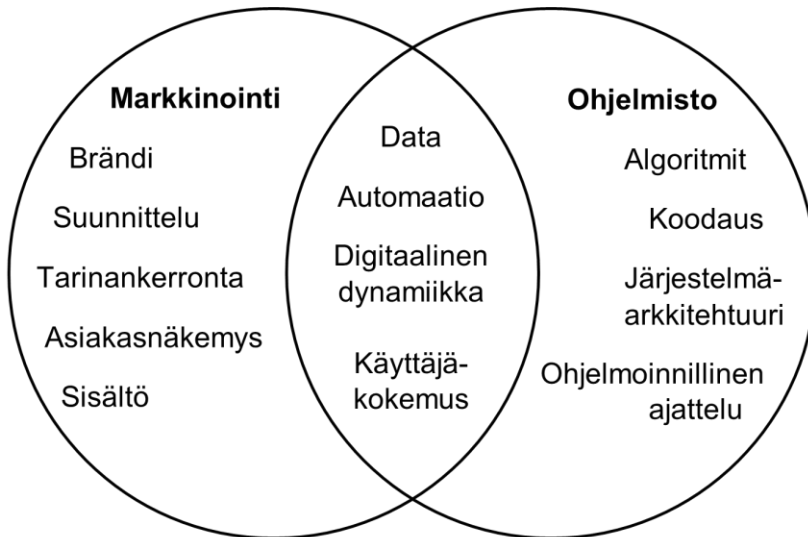 Markkinointi
Brändi
Suunnittelu
Tarinankerronta
Asiakasnäkemys
Sisältö
Data
Automaatio
Digitaalinen
dynamiikka
Käyttäjä-
kokemus
Ohjelmisto
Algoritmit
Koodaus
Järjestelmä-
arkkitehtuuri
Ohjelmoinnillinen
ajattelu